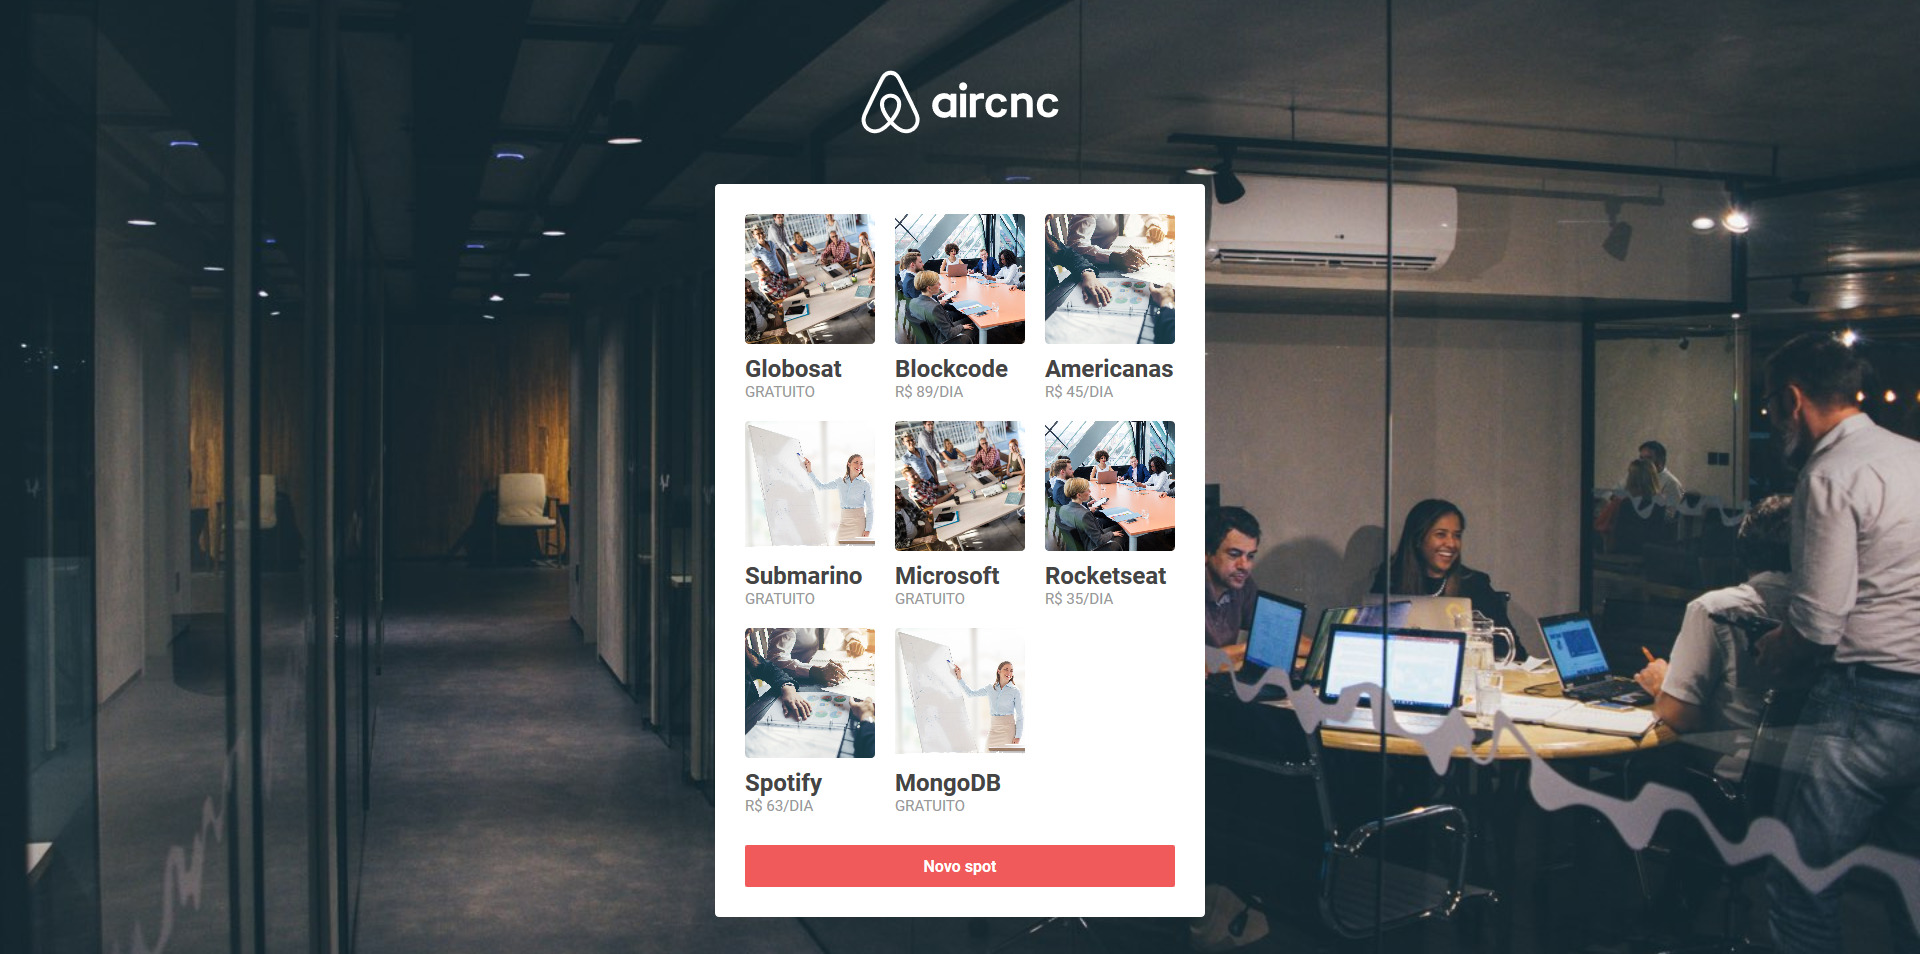 aircnc
Globosat
GRATUITO
Blockcode
R$ 89/DIA
Americanas
R$ 45/DIA
Submarino
GRATUITO
Microsoft
GRATUITO
Rocketseat
R$ 35/DIA
Spotify
R$ 63/DIA
MongoDB
GRATUITO
Novo spot